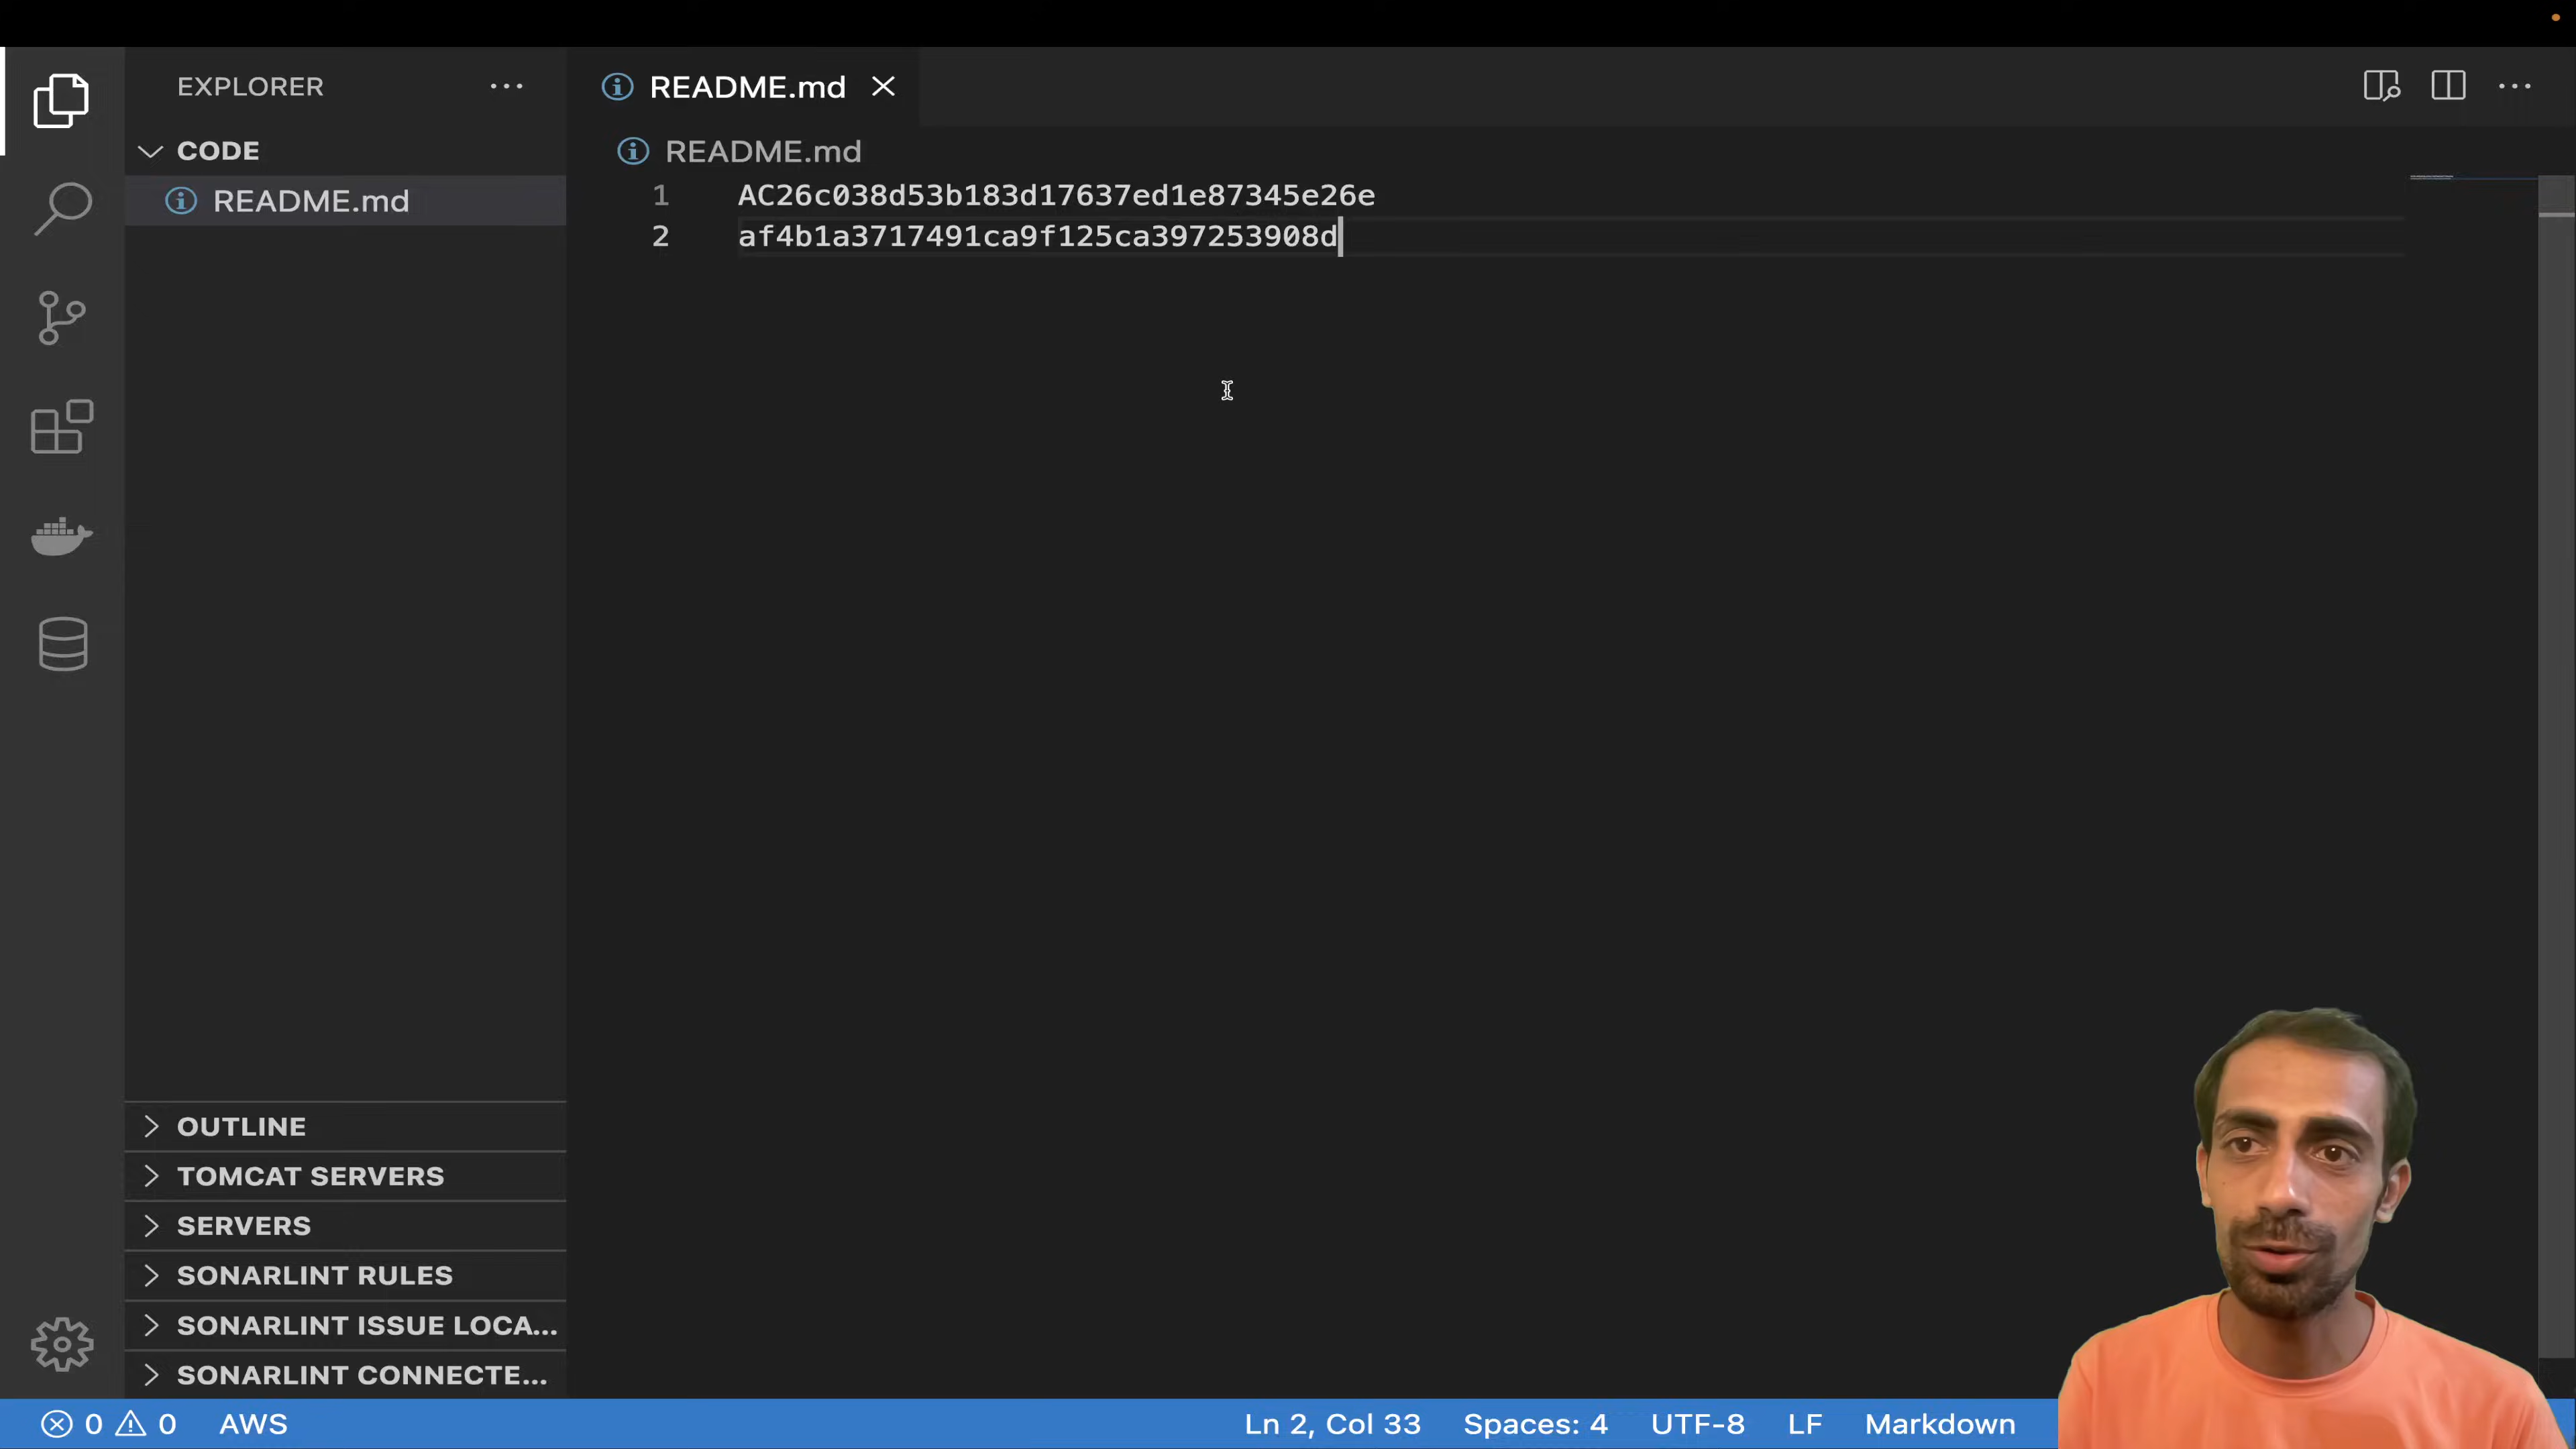 EXPLORER
README.md
CODE
README.md
README.md
1 AC26c038d53b183d17637ed1e87345e26e
2 af4b1a3717491ca9f125ca397253908d
OUTLINE
TOMCAT SERVERS
SERVERS
SONARLINT RULES
SONARLINT ISSUE LOCA...
SONARLINT CONNECTE...
0 0 AWS Ln 2, Col 33 Spaces: 4 UTF-8 LF Markdown